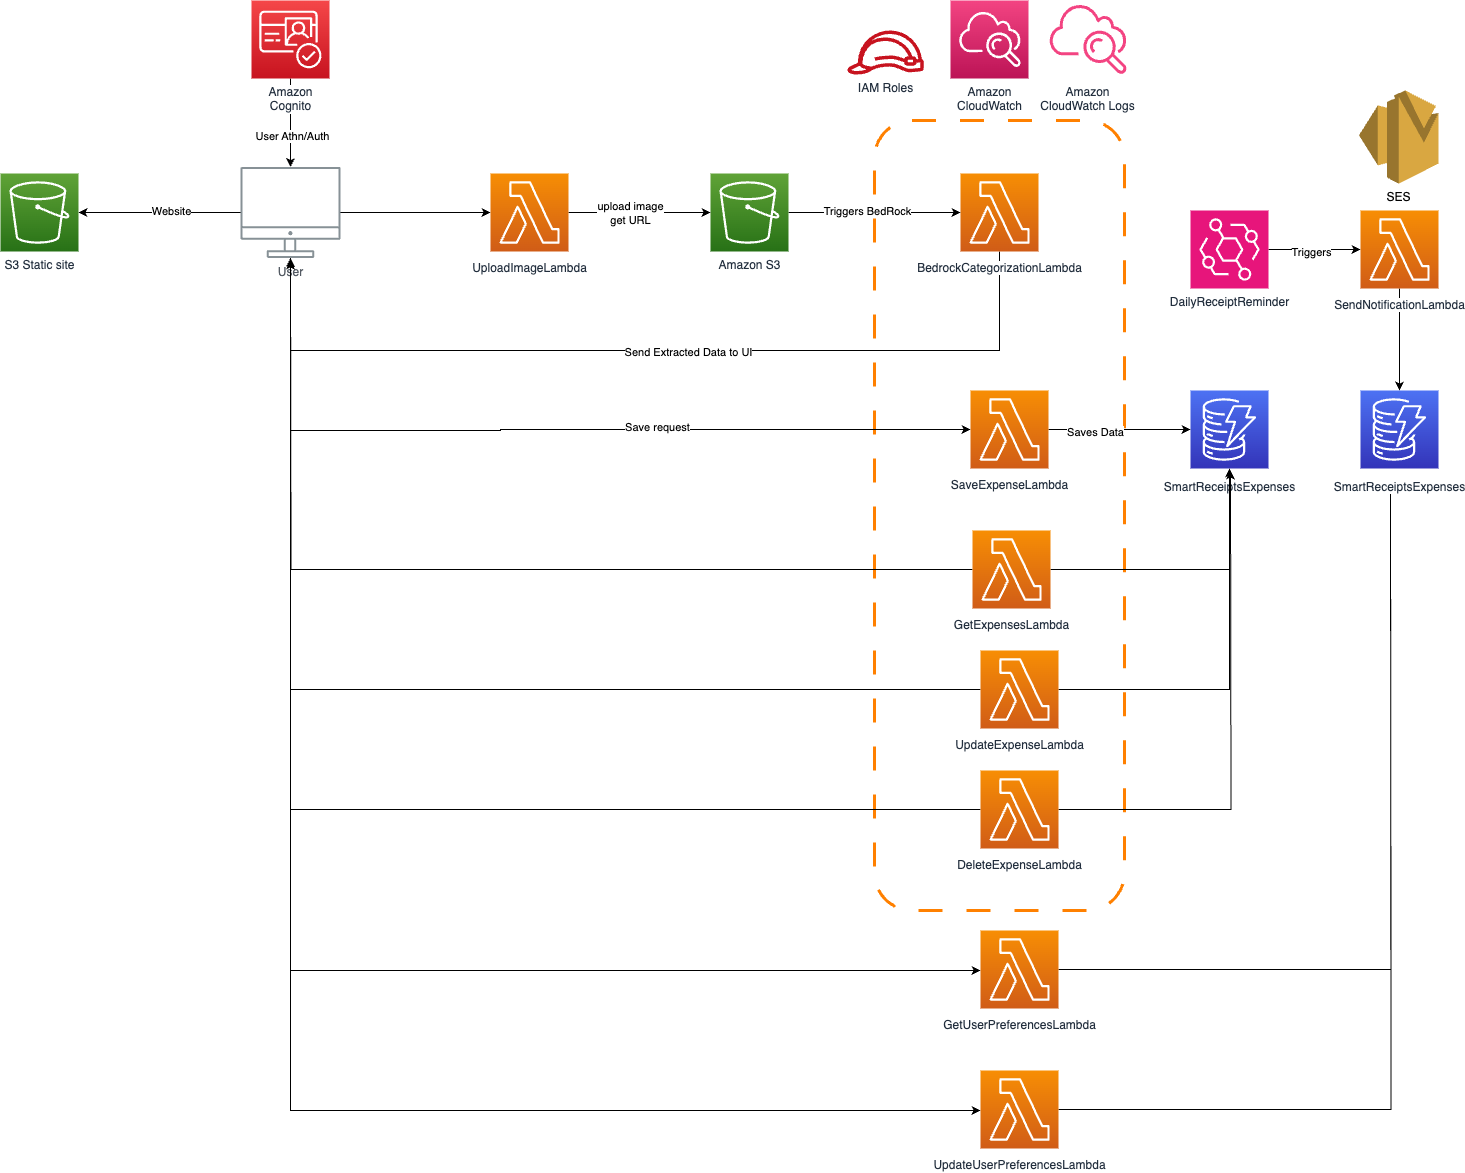 Amazon
Cognito
User Athn/Auth
IAM Roles
Amazon
CloudWatch
Amazon
CloudWatch Logs
SES
Website
S3 Static site
User
UploadImageLambda
upload image
get URL
Amazon S3
Triggers BedRock
BedrockCategorizationLambda
DailyReceiptReminder
Triggers
SendNotificationLambda
Send Extracted Data to UI
Save request
SaveExpenseLambda
Saves Data
SmartReceiptsExpenses
SmartReceiptsExpenses
GetExpensesLambda
UpdateExpenseLambda
DeleteExpenseLambda
GetUserPreferencesLambda
UpdateUserPreferencesLambda